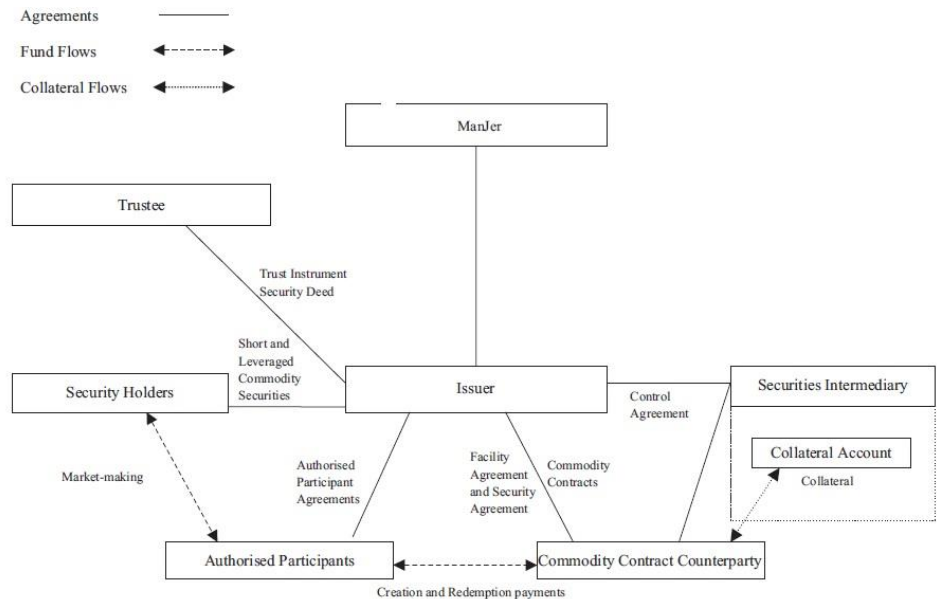 Agreements
Fund Flows
Collateral Flows
ManJer
Trustee
Trust Instrument
Security Deed
Short and
Leveraged
Commodity
Securities
Security Holders
Issuer
Control
Agreement
Securities Intermediary
Collateral Account
Collateral
Market-making
Authorised
Participant
Agreements
Facility
Agreement
and Security
Agreement
Commodity
Contracts
Authorised Participants
Commodity Contract Counterparty
Creation and Redemption payments